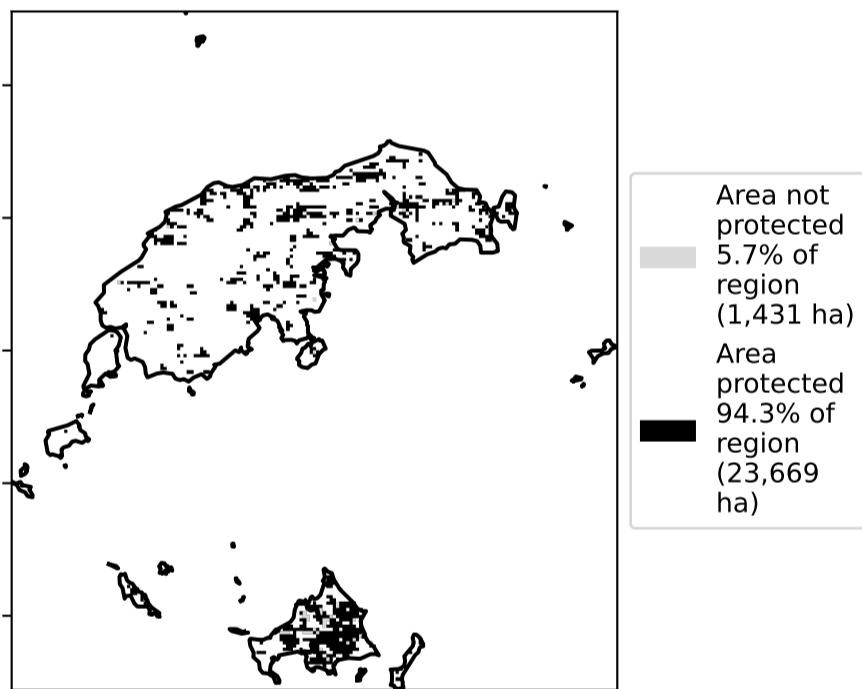 Area not
protected
5.7% of
region
(1,431 ha)
Area
protected
94.3% of
region
(23,669
ha)